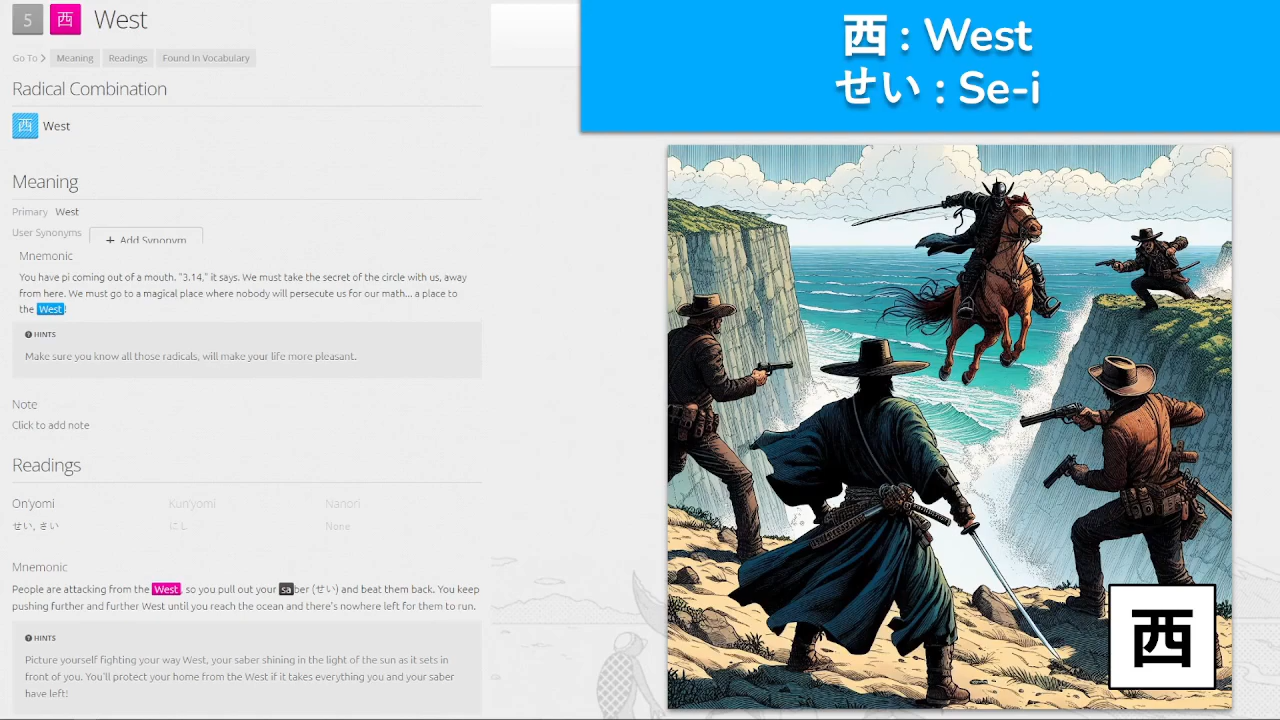 5 西 West
Go To Meaning Readings Found In Vocabulary
Radical Combination
西 West
Meaning
Primary West
User Synonyms + Add Synonym
Mnemonic
You have pi coming out of a mouth. "3.14," it says. We must take the secret of the circle with us, away
from here. We must go to a magical place where nobody will persecute us for our math... a place to
the West!
HINTS
Make sure you know all those radicals, will make your life more pleasant.
Note
Click to add note
Readings
On'yomi Kun'yomi Nanori
せい, さい にし None
Mnemonic
People are attacking from the West, so you pull out your saber (せい) and beat them back. You keep
pushing further and further West until you reach the ocean and there's nowhere left for them to run.
HINTS
Picture yourself fighting your way West, your saber shining in the light of the sun as it sets in
front of you. You'll protect your home from the West if it takes everything you and your saber
have left!
西 : West
せい : Se-i
西